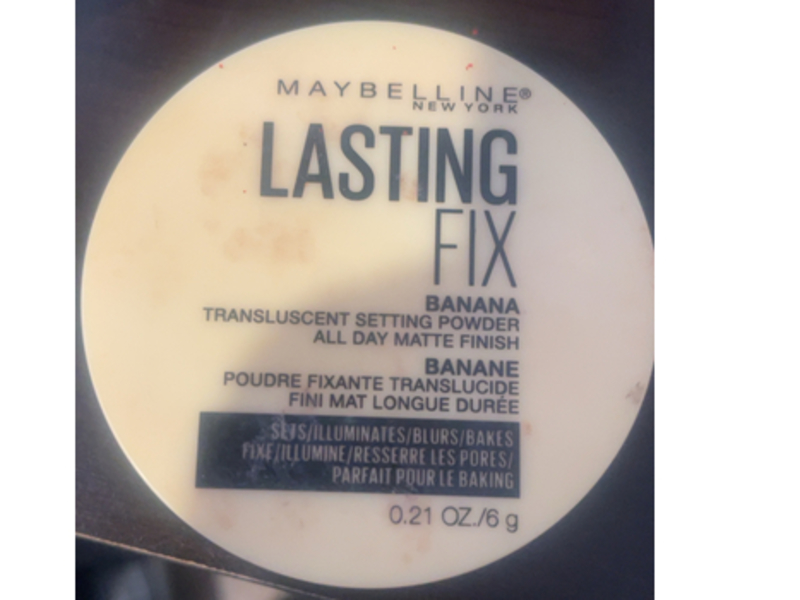 MAYBELLINE®
NEW YORK
LASTING
FIX
BANANA
TRANSLUSCENT SETTING POWDER
ALL DAY MATTE FINISH
BANANE
POUDRE FIXANTE TRANSLUCIDE
FINI MAT LONGUE DURÉE
SETS/ILLUMINATES/BLURS/BAKES
FIXE/ILLUMINE/RESSERRE LES PORES/
PARFAIT POUR LE BAKING
0.21 OZ./6 g